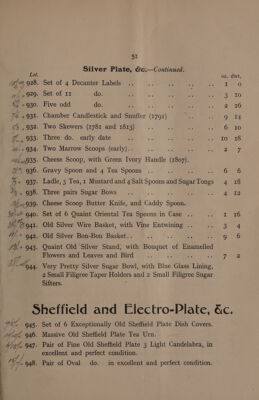 51
Silver Plate, &c.—Continued.
Lot. oz. dwt.
928. Set of 4 Decanter Labels .. .. .. .. .. 1 0
929. Set of 11 do. .. .. .. .. 3 10
930. Five odd do. .. .. .. .. 2 16
931. Chamber Candlestick and Snuffer (1791) .. .. .. 9 14
932. Two Skewers (1781 and 1813) .. .. .. .. 6 10
933. Three do. early date .. .. .. .. 10 18
934. Two Marrow Scoops (early) .. .. .. .. .. 2 7
935. Cheese Scoop, with Green Ivory Handle (1807).
936. Gravy Spoon and 4 Tea Spoons .. .. .. .. 6 6
937. Ladle, 5 Tea, 1 Mustard and 4 Salt Spoons and Sugar Tongs 4 18
938. Three pairs Sugar Bows .. .. .. .. 4 12
939. Cheese Scoop Butter Knife, and Caddy Spoon.
940. Set of 6 Quaint Oriental Tea Spoons in Case .. .. 1 16
941. Old Silver Wire Basket, with Vine Entwining .. .. 3 4
942. Old Silver Bon-Bon Basket .. .. .. .. .. 9 6
943. Quaint Old Silver Stand, with Bouquet of Enamelled
Flowers and Leaves and Bird .. .. .. .. 7 2
944. Very Pretty Silver Sugar Bowl, with Blue Glass Lining,
2 Small Filigree Taper Holders and 2 Small Filigree Sugar
Sifters.
Sheffield and Electro-Plate, &c.
945. Set of 6 Exceptionally Old Sheffield Plate Dish Covers.
946. Massive Old Sheffield Plate Tea Urn.
947. Pair of Fine Old Sheffield Plate 3 Light Candelabra, in
excellent and perfect condition.
948. Pair of Oval do. in excellent and perfect condition.